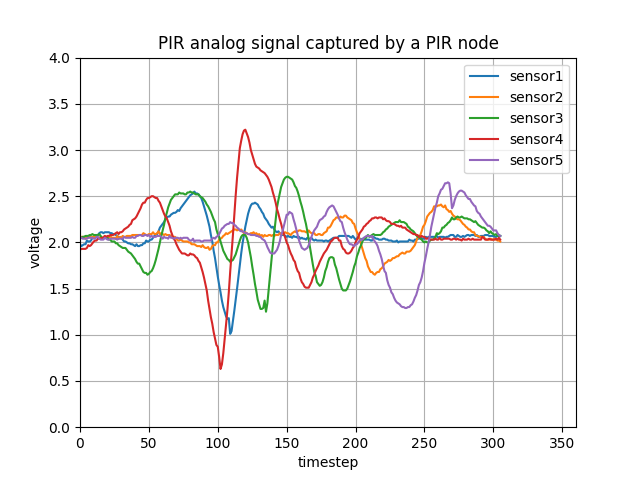 PIR analog signal captured by a PIR node
voltage
4.0
3.5
3.0
2.5
2.0
1.5
1.0
0.5
0.0
sensor1
sensor2
sensor3
sensor4
sensor5
0 50 100 150 200 250 300 350
timestep